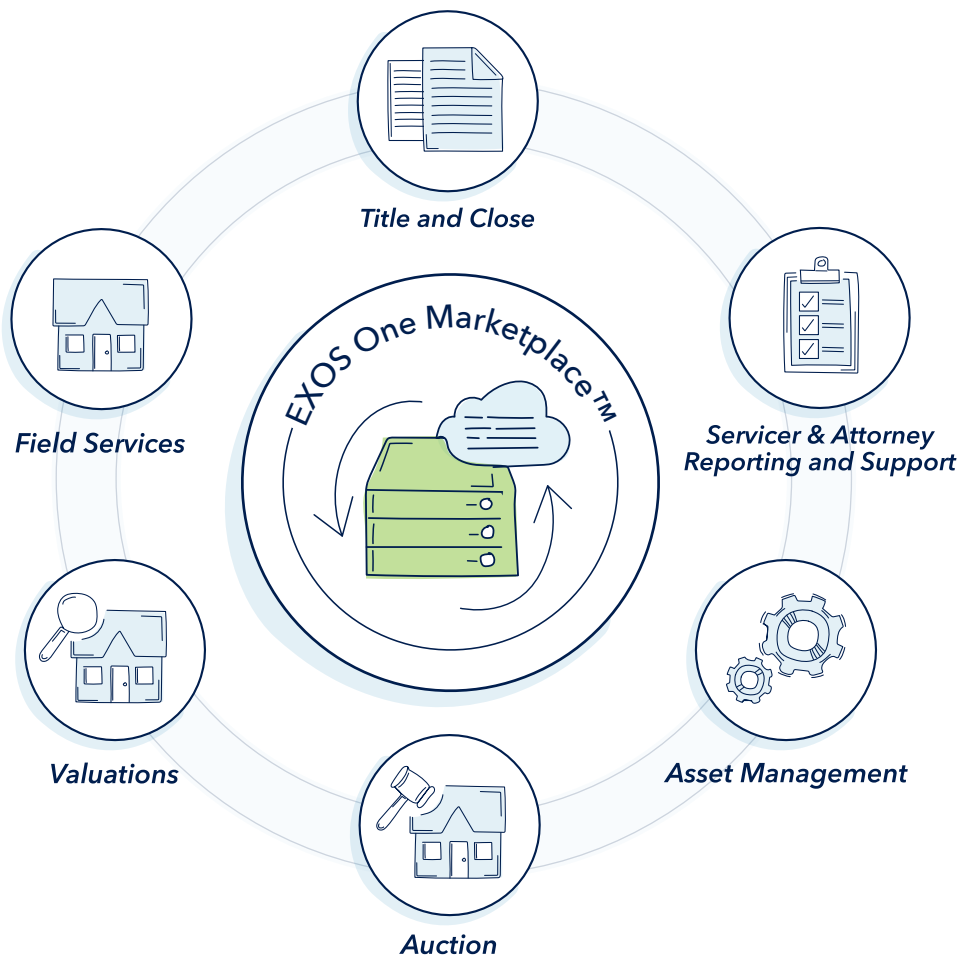 Title and Close
EXOS One Marketplace™
Field Services
Servicer & Attorney
Reporting and Support
Valuations
Asset Management
Auction